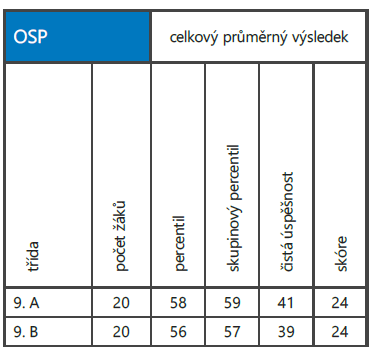 OSP celkový průměrný výsledek
třída počet žáků percentil skupinový percentil čistá úspěšnost skóre
9. A 20 58 59 41 24
9. B 20 56 57 39 24